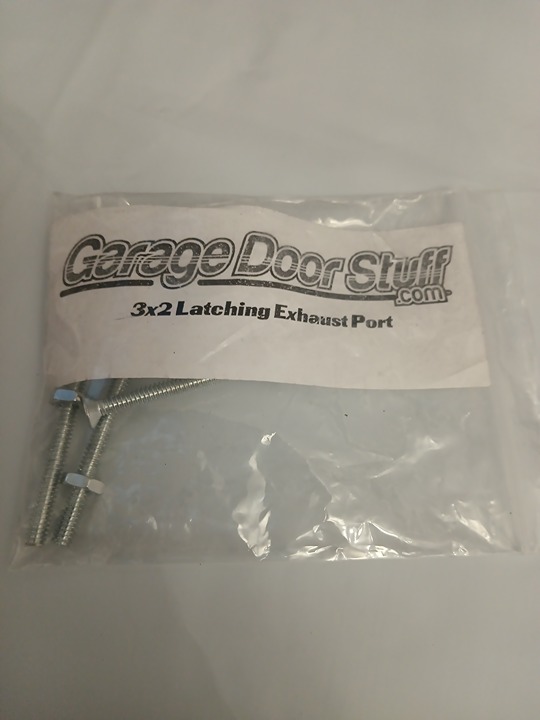 Garage Door Stuff
.com
3x2 Latching Exhaust Port